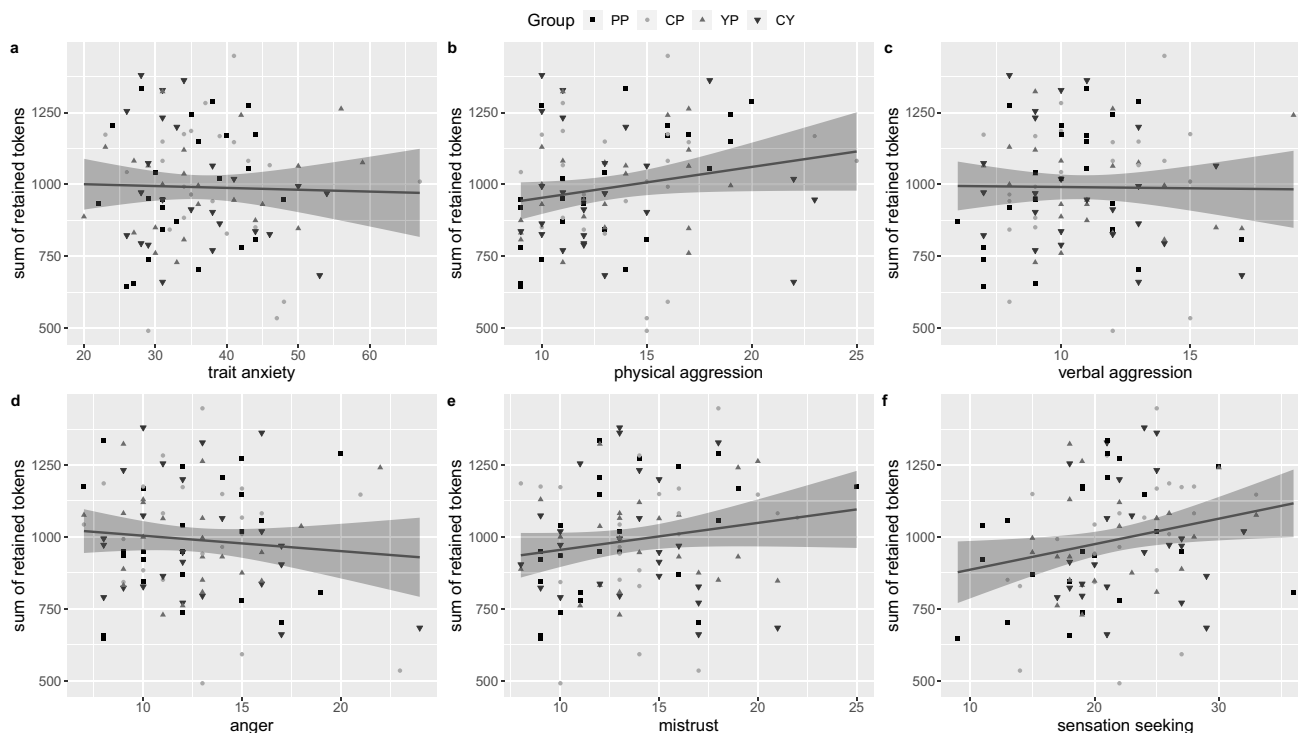 Group PP CP YP CY
a b c
sum of retained tokens sum of retained tokens sum of retained tokens
1250 1250 1250
1000 1000 1000
750 750 750
500 500 500
20 30 40 50 60 10 15 20 25 10 15
trait anxiety physical aggression verbal aggression
d e f
sum of retained tokens sum of retained tokens sum of retained tokens
1250 1250 1250
1000 1000 1000
750 750 750
500 500 500
10 15 20 10 15 20 25 10 20 30
anger mistrust sensation seeking